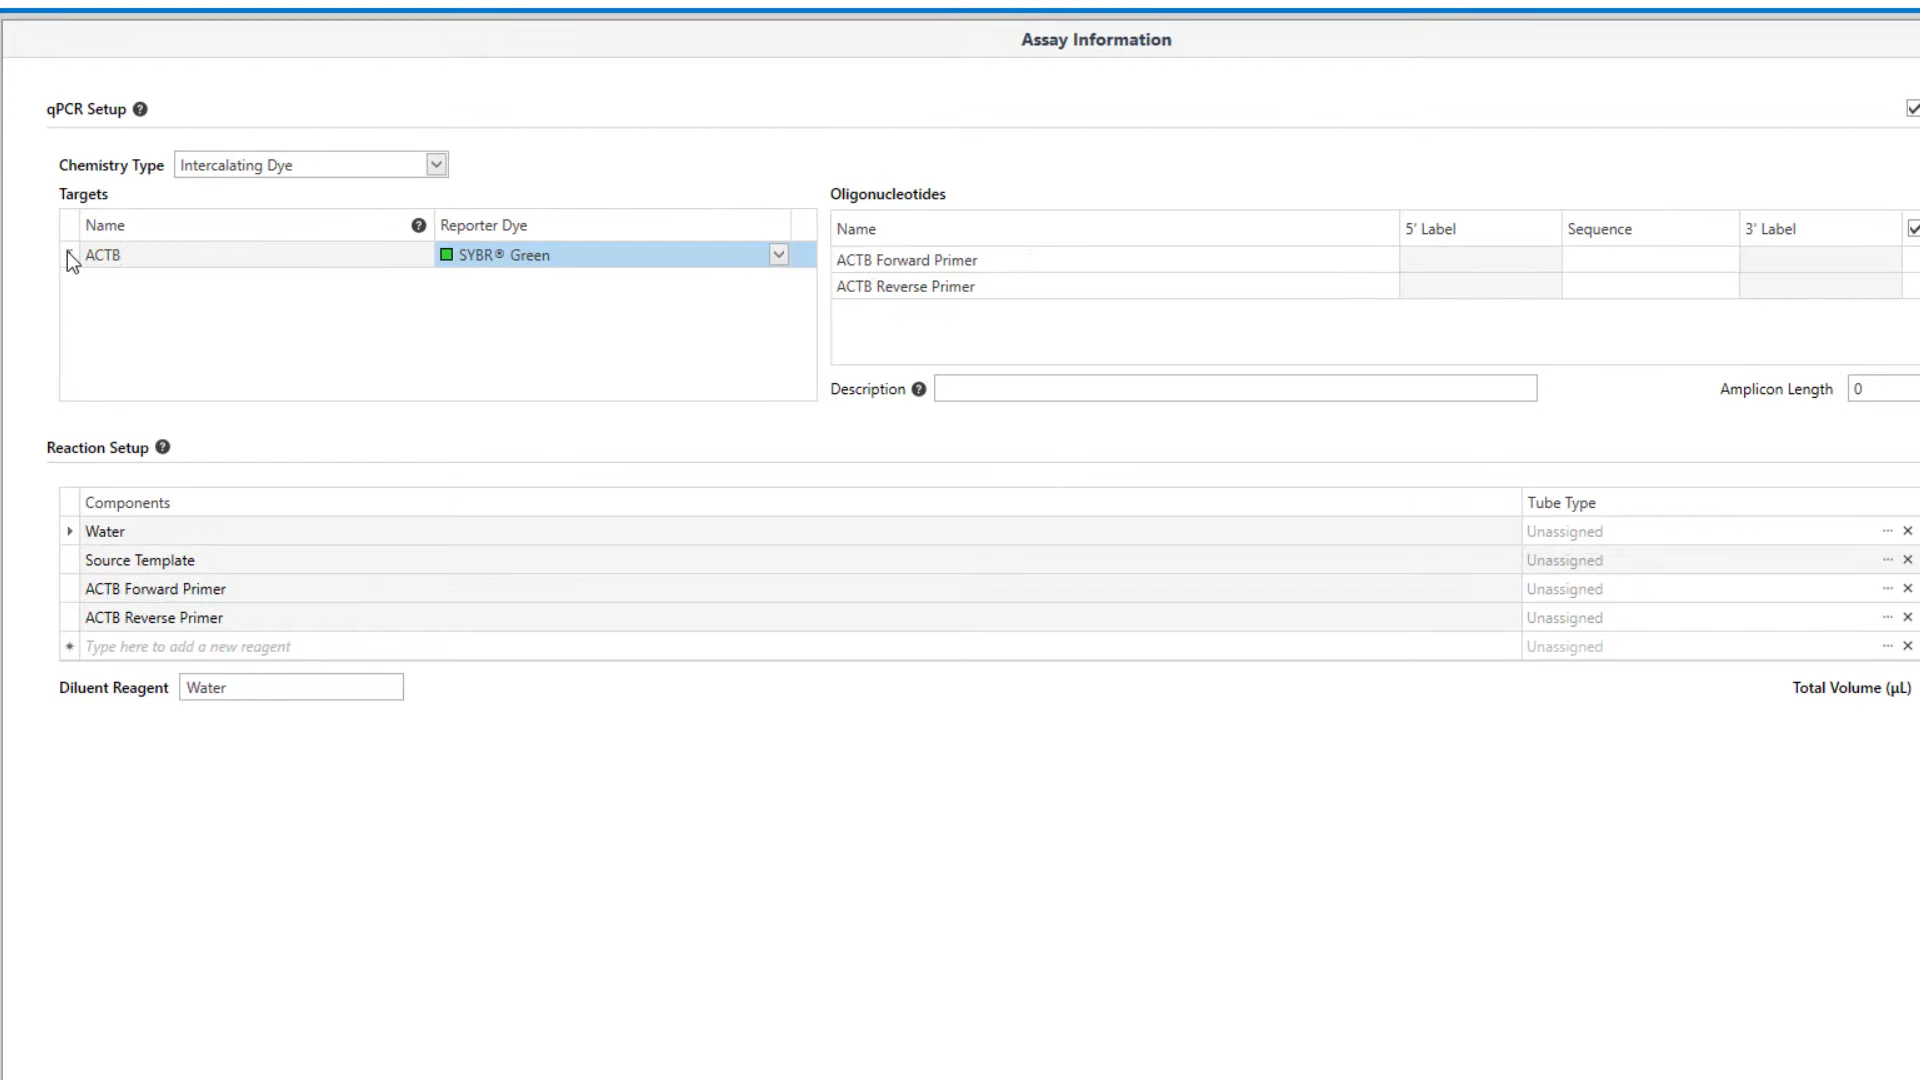 Assay Information
qPCR Setup ?
Chemistry Type Intercalating Dye
Targets
Name ? Reporter Dye
ACTB SYBR® Green
Oligonucleotides
Name 5' Label Sequence 3' Label
ACTB Forward Primer
ACTB Reverse Primer
Description ? Amplicon Length 0
Reaction Setup ?
Components Tube Type
Water Unassigned ... ×
Source Template Unassigned ... ×
ACTB Forward Primer Unassigned ... ×
ACTB Reverse Primer Unassigned ... ×
* Type here to add a new reagent Unassigned ... ×
Diluent Reagent Water Total Volume (µL)